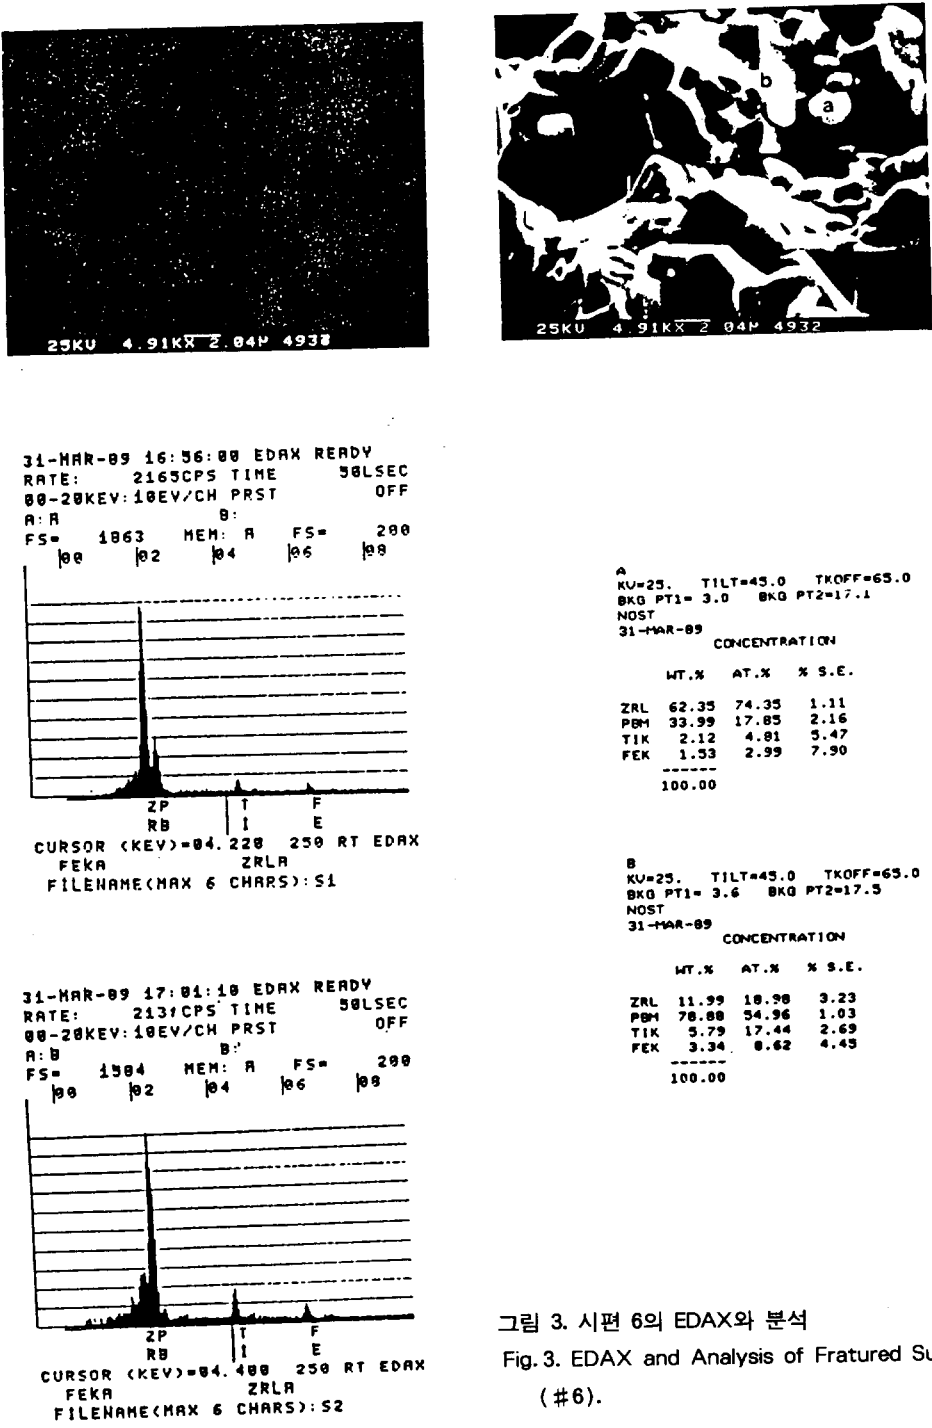 25KV 4.91KX 2.04μ 4933
b
a
25KV 4.91KX 2.04μ 4932
31-MAR-89 16:56:00 EDAX READY
RATE: 2165CPS TIME 50LSEC
00-20KEV:10EV/CH PRST OFF
A:A B:
FS= 1863 MEM: A FS= 200
00 02 04 06 08
ZP T F
RB I E
CURSOR (KEV)=04.220 250 RT EDAX
FEKA ZRLA
FILENAME(MAX 6 CHARS):S1
A
KV=25. TILT=45.0 TKOFF=65.0
BKG PT1= 3.0 BKG PT2=17.1
NOST
31-MAR-89
CONCENTRATION
WT.% AT.% % S.E.
ZRL 62.35 74.35 1.11
PBM 33.99 17.85 2.16
TIK 2.12 4.81 5.47
FEK 1.53 2.99 7.90
------
100.00
B
KV=25. TILT=45.0 TKOFF=65.0
BKG PT1= 3.6 BKG PT2=17.5
NOST
31-MAR-89
CONCENTRATION
WT.% AT.% % S.E.
ZRL 11.99 18.98 3.23
PBM 78.88 54.96 1.03
TIK 5.79 17.44 2.69
FEK 3.34 8.62 4.45
------
100.00
31-MAR-89 17:01:10 EDAX READY
RATE: CPS TIME 50LSEC
00-20KEV:10EV/CH PRST OFF
A:B B:
FS= 1504 MEM: A FS= 200
00 02 04 06 08
ZP T F
RB I E
CURSOR (KEV)=04.400 250 RT EDAX
FEKA ZRLA
FILENAME(MAX 6 CHARS):S2
그림 3. 시편 6의 EDAX와 분석
Fig. 3. EDAX and Analysis of Fratured Su
(#6).